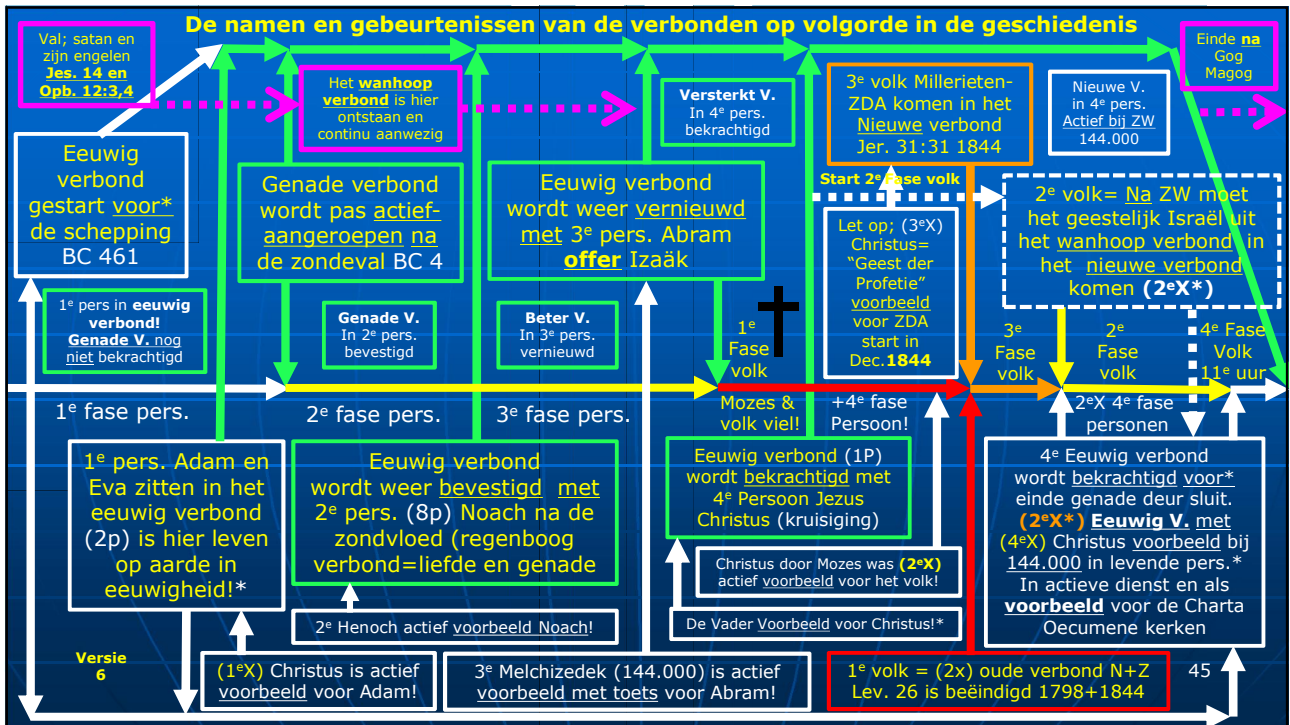 De namen en gebeurtenissen van de verbonden op volgorde in de geschiedenis
Val; satan en
zijn engelen
Jes. 14 en
Opb. 12:3,4
Het wanhoop
verbond is hier
ontstaan en
continu aanwezig
Versterkt V.
In 4e pers.
bekrachtigd
3e volk Millerieten-
ZDA komen in het
Nieuwe verbond
Jer. 31:31 1844
Nieuwe V.
in 4e pers.
Actief bij ZW
144.000
Einde na
Gog
Magog
Eeuwig
verbond
gestart voor*
de schepping
BC 461
Genade verbond
wordt pas actief-
aangeroepen na
de zondeval BC 4
Eeuwig verbond
wordt weer vernieuwd
met 3e pers. Abram
offer Izaäk
Start 2e Fase volk
Let op; (3eX)
Christus=
"Geest der
Profetie"
voorbeeld
voor ZDA
start in
Dec.1844
2e volk= Na ZW moet
het geestelijk Israël uit
het wanhoop verbond in
het nieuwe verbond
komen (2eX*)
1e pers in eeuwig
verbond!
Genade V. nog
niet bekrachtigd
Genade V.
In 2e pers.
bevestigd
Beter V.
In 3e pers.
vernieuwd
1e
Fase
volk
3e
Fase
volk
2e
Fase
volk
4e Fase
Volk
11e uur
1e fase pers.
2e fase pers.
3e fase pers.
Mozes &
volk viel!
+4e fase
Persoon!
2eX 4e fase
personen
1e pers. Adam en
Eva zitten in het
eeuwig verbond
(2p) is hier leven
op aarde in
eeuwigheid!*
Eeuwig verbond
wordt weer bevestigd met
2e pers. (8p) Noach na de
zondvloed (regenboog
verbond=liefde en genade
Eeuwig verbond (1P)
wordt bekrachtigd met
4e Persoon Jezus
Christus (kruisiging)
4e Eeuwig verbond
wordt bekrachtigd voor*
einde genade deur sluit.
(2eX*) Eeuwig V. met
(4eX) Christus voorbeeld bij
144.000 in levende pers.*
In actieve dienst en als
voorbeeld voor de Charta
Oecumene kerken
Christus door Mozes was (2eX)
actief voorbeeld voor het volk!
2e Henoch actief voorbeeld Noach!
De Vader Voorbeeld voor Christus!*
Versie
6
(1eX) Christus is actief
voorbeeld voor Adam!
3e Melchizedek (144.000) is actief
voorbeeld met toets voor Abram!
1e volk = (2x) oude verbond N+Z
Lev. 26 is beëindigd 1798+1844
45